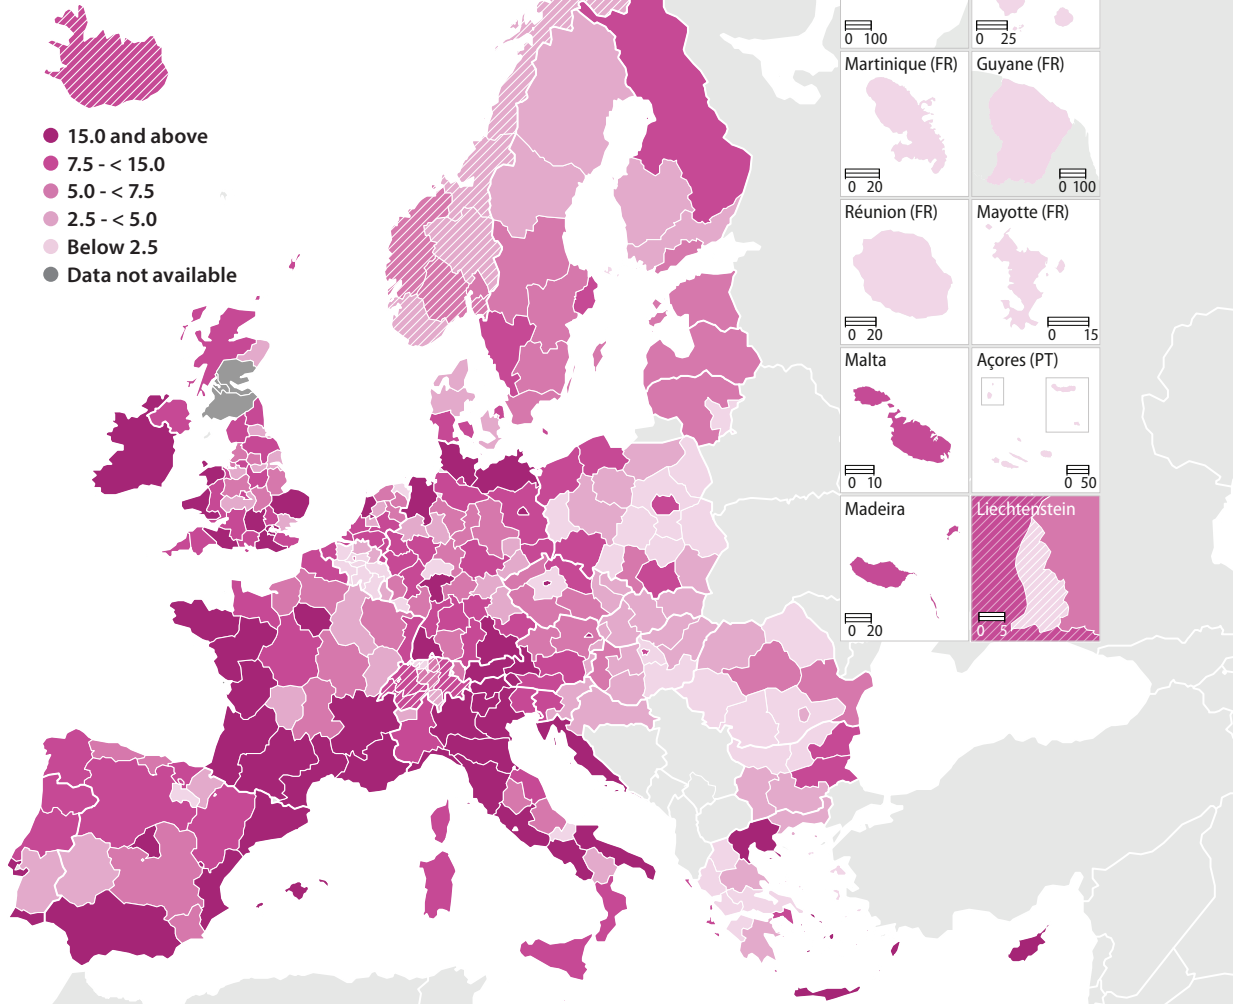 15.0 and above
7.5 - < 15.0
5.0 - < 7.5
2.5 - < 5.0
Below 2.5
Data not available
0 100
0 25
Martinique (FR)
0 20
Guyane (FR)
0 100
Réunion (FR)
0 20
Mayotte (FR)
0 15
Malta
0 10
Açores (PT)
0 50
Madeira
0 20
Liechtenstein
0 5